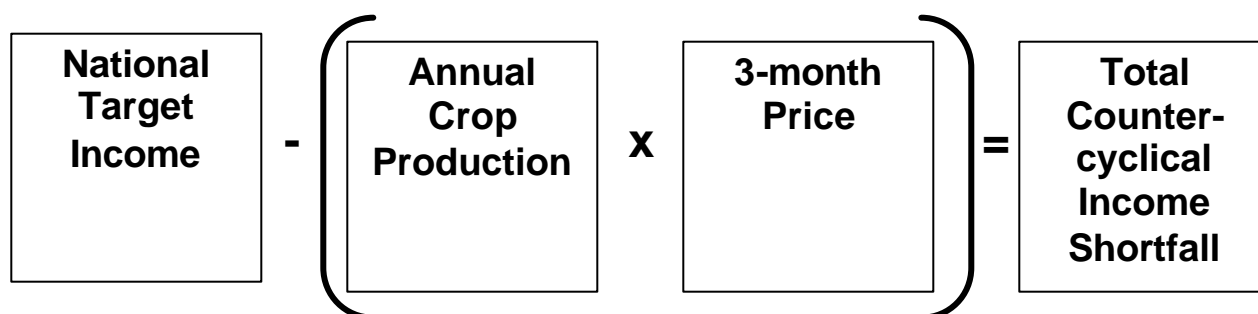 National
Target
Income
-
(
Annual
Crop
Production
x
3-month
Price
)
=
Total
Counter-
cyclical
Income
Shortfall